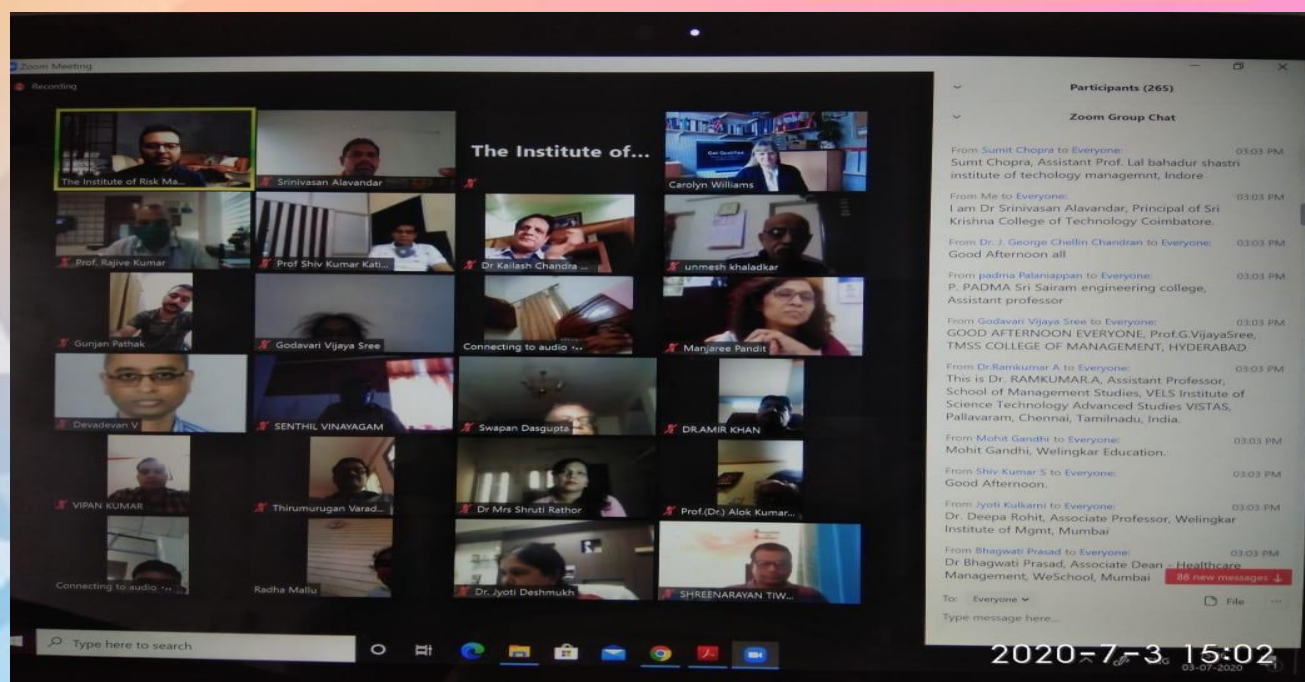 Zoom Meeting
Recording
The Institute of Risk Ma...
Srinivasan Alavandar
The Institute of...
Carolyn Williams
Prof. Rajive Kumar
Prof Shiv Kumar Kati...
Dr Kailash Chandra ...
unmesh khaladkar
Gunjan Pathak
Godavari Vijaya Sree
Connecting to audio ...
Manjaree Pandit
Devadevan V
SENTHIL VINAYAGAM
Swapan Dasgupta
DR.AMIR KHAN
VIPAN KUMAR
Thirumurugan Varad...
Dr Mrs Shruti Rathor
Prof.(Dr.) Alok Kumar...
Connecting to audio ...
Radha Mallu
Dr. Jyoti Deshmukh
SHREENARAYAN TIW...
Participants (265)
Zoom Group Chat
From Sumit Chopra to Everyone: 03:03 PM
Sumt Chopra, Assistant Prof. Lal bahadur shastri
institute of techology managemnt, Indore
From Me to Everyone: 03:03 PM
I am Dr Srinivasan Alavandar, Principal of Sri
Krishna College of Technology Coimbatore.
From Dr. J. George Chellin Chandran to Everyone: 03:03 PM
Good Afternoon all
From padma Palaniappan to Everyone: 03:03 PM
P. PADMA Sri Sairam engineering college,
Assistant professor
From Godavari Vijaya Sree to Everyone: 03:03 PM
GOOD AFTERNOON EVERYONE, Prof.G.VijayaSree,
TMSS COLLEGE OF MANAGEMENT, HYDERABAD
From Dr.Ramkumar A to Everyone: 03:03 PM
This is Dr. RAMKUMAR.A, Assistant Professor,
School of Management Studies, VELS Institute of
Science Technology Advanced Studies VISTAS,
Pallavaram, Chennai, Tamilnadu, India.
From Mohit Gandhi to Everyone: 03:03 PM
Mohit Gandhi, Welingkar Education.
From Shiv Kumar S to Everyone: 03:03 PM
Good Afternoon.
From Jyoti Kulkarni to Everyone: 03:03 PM
Dr. Deepa Rohit, Associate Professor, Welingkar
Institute of Mgmt, Mumbai
From Bhagwati Prasad to Everyone: 03:03 PM
Dr Bhagwati Prasad, Associate Dean - Healthcare
Management, WeSchool, Mumbai
86 new messages
To: Everyone
File
Type message here...
Type here to search
2020-7-3 15:02
03-07-2020